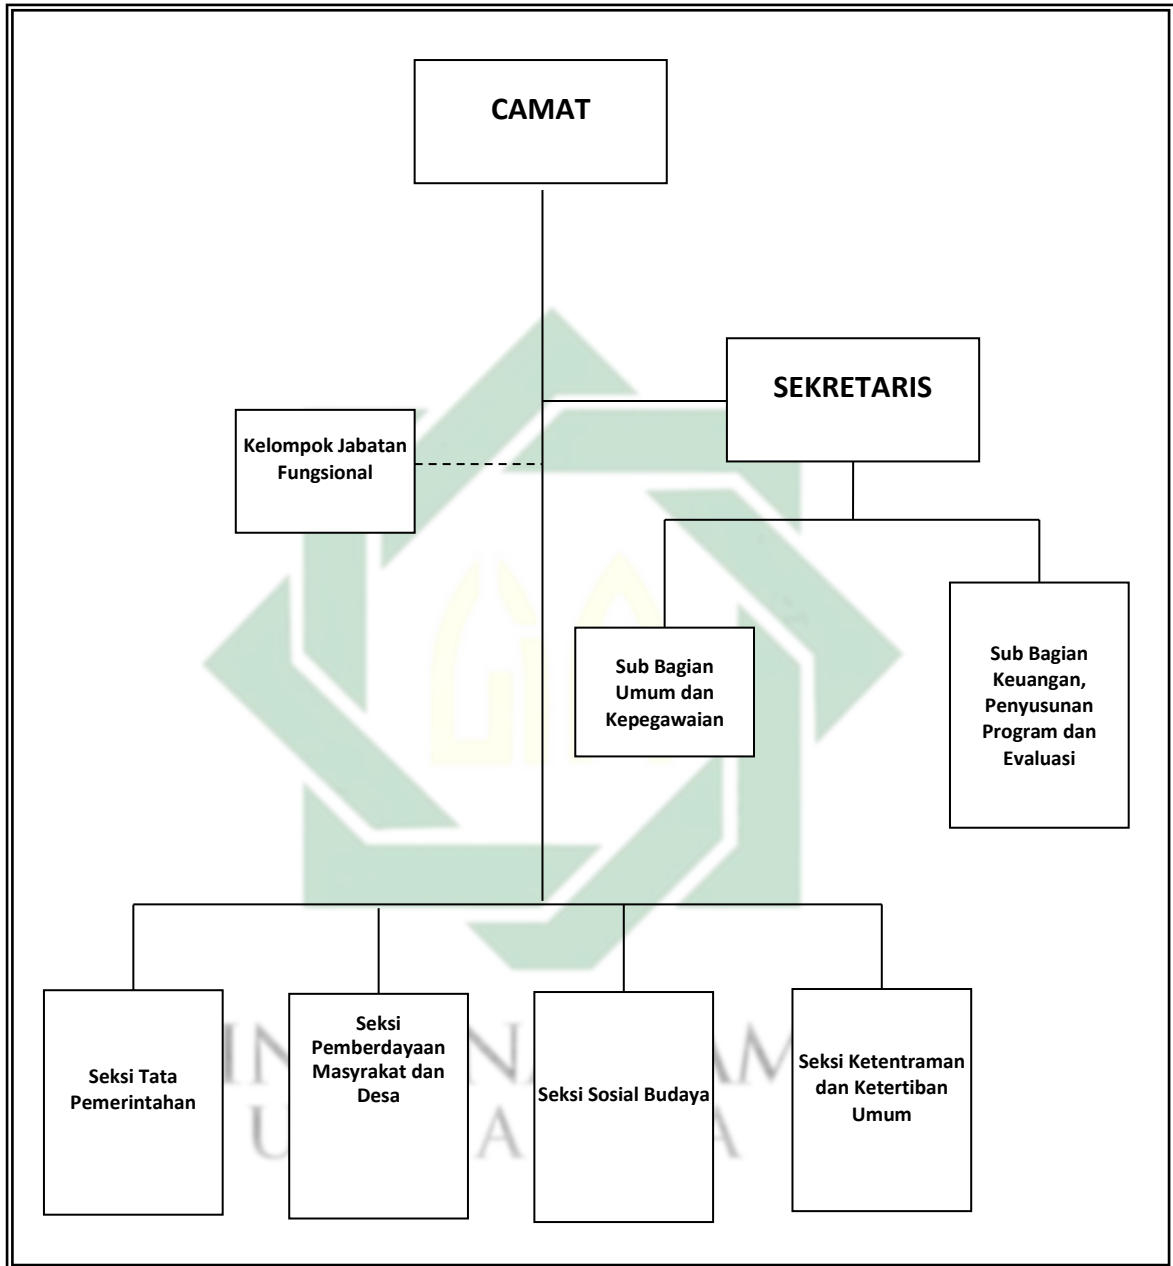 CAMAT
SEKRETARIS
Kelompok Jabatan
Fungsional
Sub Bagian
Umum dan
Kepegawaian
Sub Bagian
Keuangan,
Penyusunan
Program dan
Evaluasi
Seksi Tata
Pemerintahan
Seksi
Pemberdayaan
Masyrakat dan
Desa
Seksi Sosial Budaya
Seksi Ketentraman
dan Ketertiban
Umum